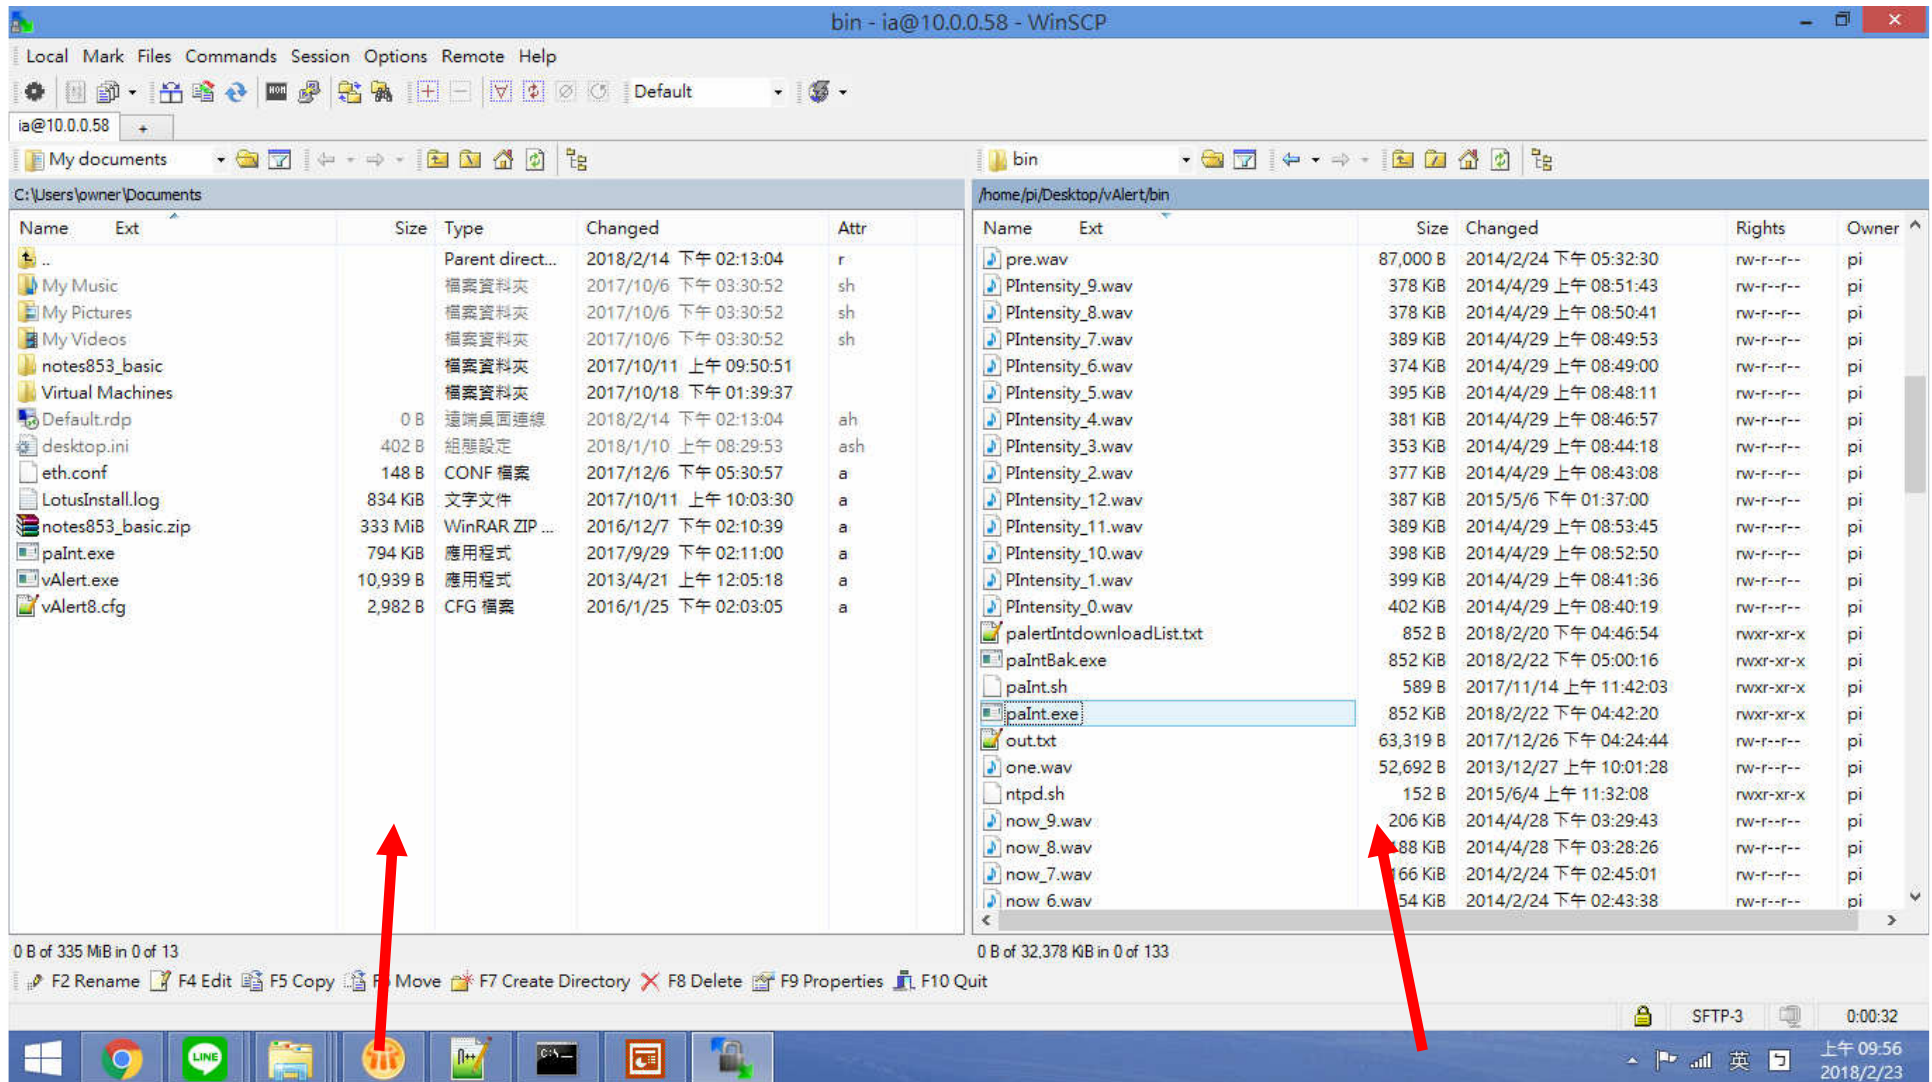 bin - ia@10.0.0.58 - WinSCP
Local Mark Files Commands Session Options Remote Help
Default
ia@10.0.0.58 +
My documents
bin
C:\Users\owner\Documents
/home/pi/Desktop/vAlert/bin
Name Ext Size Type Changed Attr
.. Parent direct... 2018/2/14 下午 02:13:04 r
My Music 檔案資料夾 2017/10/6 下午 03:30:52 sh
My Pictures 檔案資料夾 2017/10/6 下午 03:30:52 sh
My Videos 檔案資料夾 2017/10/6 下午 03:30:52 sh
notes853_basic 檔案資料夾 2017/10/11 上午 09:50:51
Virtual Machines 檔案資料夾 2017/10/18 下午 01:39:37
Default.rdp 0 B 遠端桌面連線 2018/2/14 下午 02:13:04 ah
desktop.ini 402 B 組態設定 2018/1/10 上午 08:29:53 ash
eth.conf 148 B CONF 檔案 2017/12/6 下午 05:30:57 a
LotusInstall.log 834 KiB 文字文件 2017/10/11 上午 10:03:30 a
notes853_basic.zip 333 MiB WinRAR ZIP ... 2016/12/7 下午 02:10:39 a
paInt.exe 794 KiB 應用程式 2017/9/29 下午 02:11:00 a
vAlert.exe 10,939 B 應用程式 2013/4/21 上午 12:05:18 a
vAlert8.cfg 2,982 B CFG 檔案 2016/1/25 下午 02:03:05 a
Name Ext Size Changed Rights Owner
pre.wav 87,000 B 2014/2/24 下午 05:32:30 rw-r--r-- pi
PIntensity_9.wav 378 KiB 2014/4/29 上午 08:51:43 rw-r--r-- pi
PIntensity_8.wav 378 KiB 2014/4/29 上午 08:50:41 rw-r--r-- pi
PIntensity_7.wav 389 KiB 2014/4/29 上午 08:49:53 rw-r--r-- pi
PIntensity_6.wav 374 KiB 2014/4/29 上午 08:49:00 rw-r--r-- pi
PIntensity_5.wav 395 KiB 2014/4/29 上午 08:48:11 rw-r--r-- pi
PIntensity_4.wav 381 KiB 2014/4/29 上午 08:46:57 rw-r--r-- pi
PIntensity_3.wav 353 KiB 2014/4/29 上午 08:44:18 rw-r--r-- pi
PIntensity_2.wav 377 KiB 2014/4/29 上午 08:43:08 rw-r--r-- pi
PIntensity_12.wav 387 KiB 2015/5/6 下午 01:37:00 rw-r--r-- pi
PIntensity_11.wav 389 KiB 2014/4/29 上午 08:53:45 rw-r--r-- pi
PIntensity_10.wav 398 KiB 2014/4/29 上午 08:52:50 rw-r--r-- pi
PIntensity_1.wav 399 KiB 2014/4/29 上午 08:41:36 rw-r--r-- pi
PIntensity_0.wav 402 KiB 2014/4/29 上午 08:40:19 rw-r--r-- pi
palertIntdownloadList.txt 852 B 2018/2/20 下午 04:46:54 rwxr-xr-x pi
paIntBak.exe 852 KiB 2018/2/22 下午 05:00:16 rwxr-xr-x pi
paInt.sh 589 B 2017/11/14 上午 11:42:03 rwxr-xr-x pi
paInt.exe 852 KiB 2018/2/22 下午 04:42:20 rwxr-xr-x pi
out.txt 63,319 B 2017/12/26 下午 04:24:44 rw-r--r-- pi
one.wav 52,692 B 2013/12/27 上午 10:01:28 rw-r--r-- pi
ntpd.sh 152 B 2015/6/4 上午 11:32:08 rwxr-xr-x pi
now_9.wav 206 KiB 2014/4/28 下午 03:29:43 rw-r--r-- pi
now_8.wav 88 KiB 2014/4/28 下午 03:28:26 rw-r--r-- pi
now_7.wav 66 KiB 2014/2/24 下午 02:45:01 rw-r--r-- pi
now_6.wav 54 KiB 2014/2/24 下午 02:43:38 rw-r--r-- pi
0 B of 335 MiB in 0 of 13
0 B of 32,378 KiB in 0 of 133
F2 Rename F4 Edit F5 Copy Move F7 Create Directory F8 Delete F9 Properties F10 Quit
SFTP-3 0:00:32
LINE
C:\
英
上午 09:56
2018/2/23